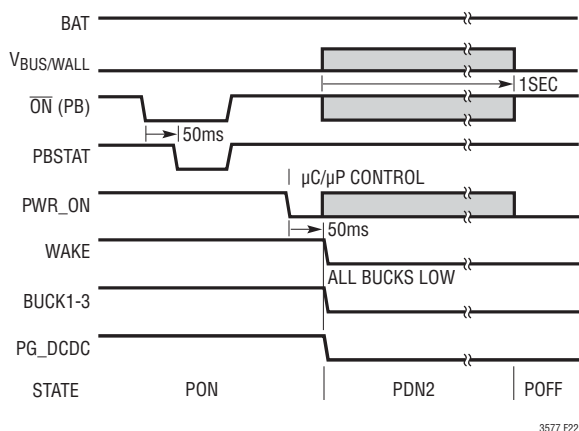 BAT
VBUS/WALL
1SEC
ON (PB)
50ms
PBSTAT
µC/µP CONTROL
PWR_ON
50ms
WAKE
ALL BUCKS LOW
BUCK1-3
PG_DCDC
STATE PON PDN2 POFF
3577 F22